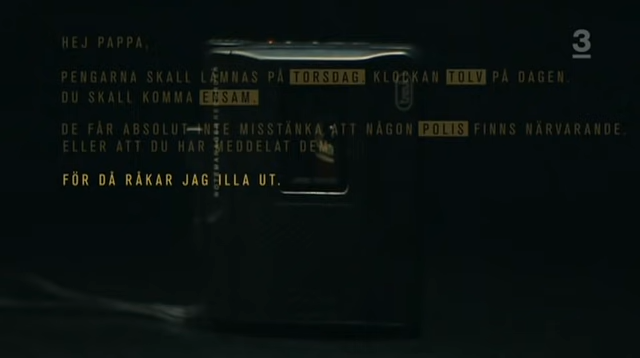 3
HEJ PAPPA,
PENGARNA SKALL LÄMNAS PÅ TORSDAG. KLOCKAN TOLV PÅ DAGEN.
DU SKALL KOMMA ENSAM.
DE FÅR ABSOLUT INTE MISSTÄNKA ATT NÅGON POLIS FINNS NÄRVARANDE.
ELLER ATT DU HAR MEDDELAT DEM
FÖR DÅ RÅKAR JAG ILLA UT.